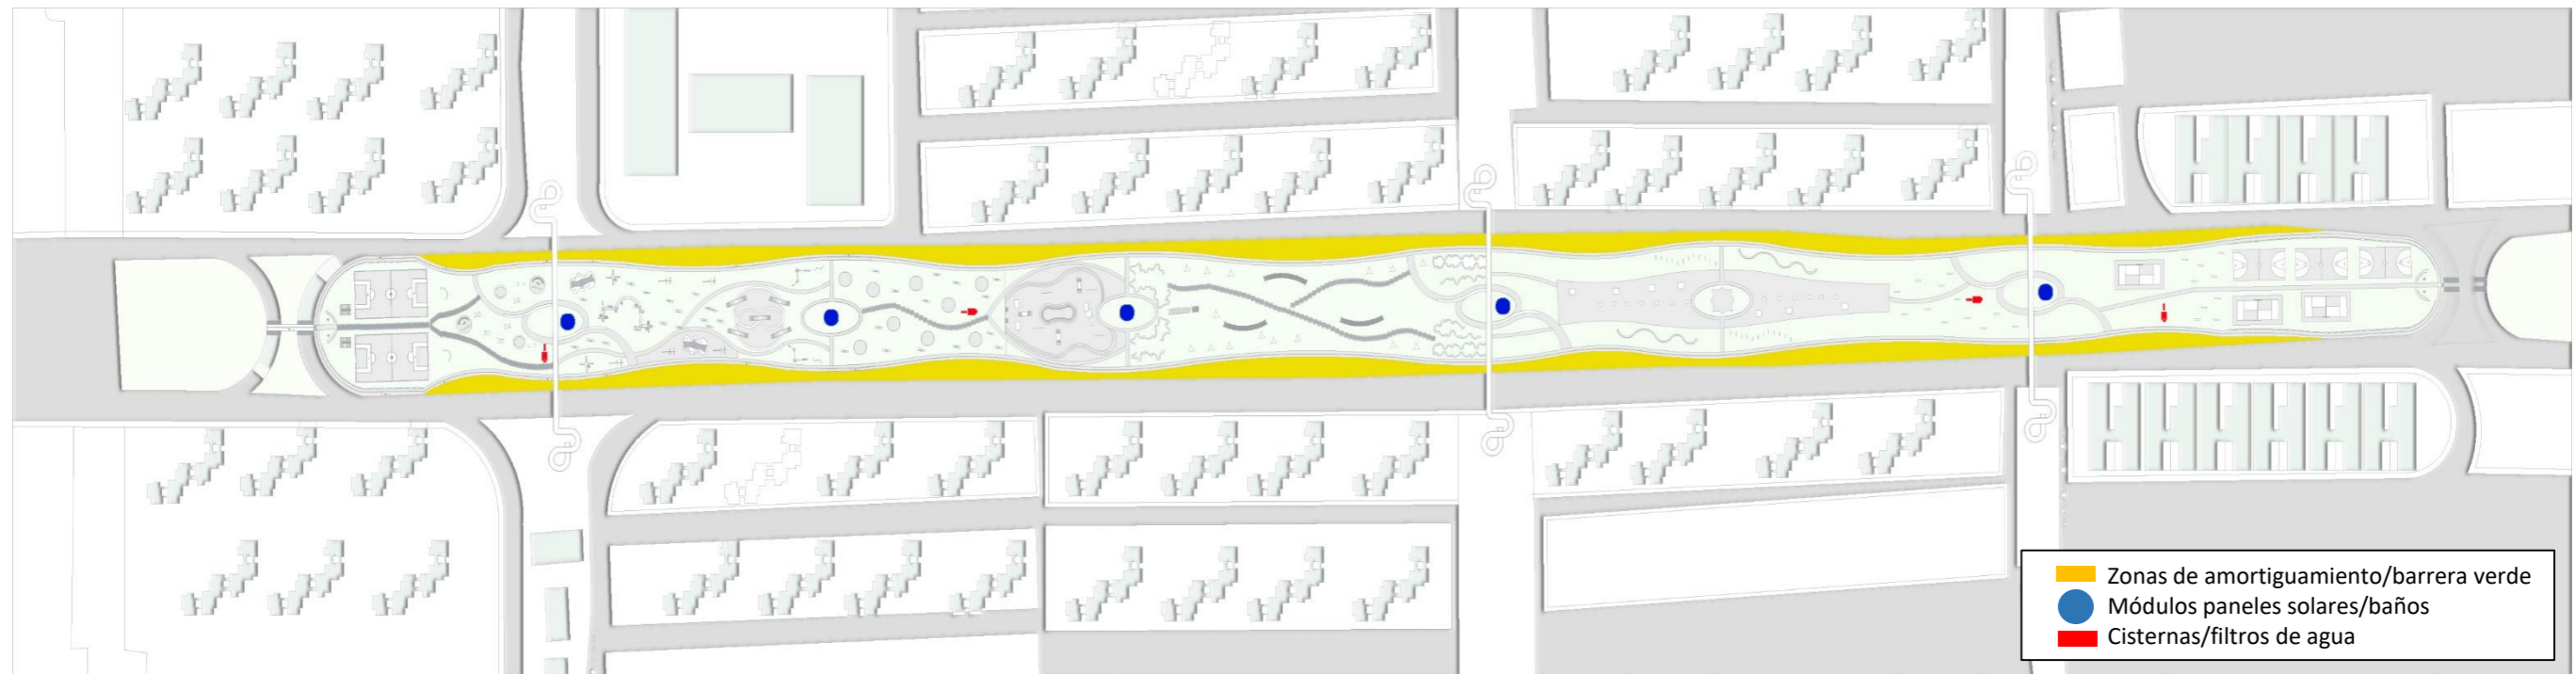 Zonas de amortiguamiento/barrera verde
Módulos paneles solares/baños
Cisternas/filtros de agua